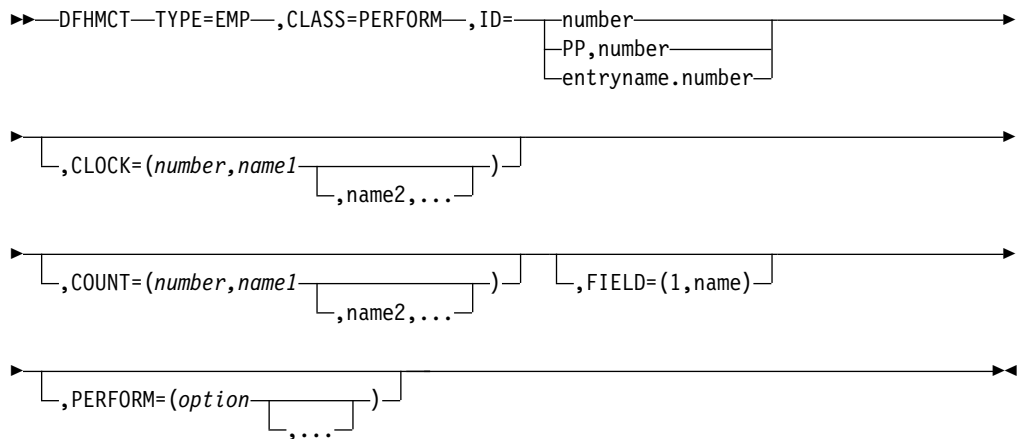 DFHMCT TYPE=EMP ,CLASS=PERFORM ,ID= number
PP,number
entryname.number
,CLOCK=(number,name1 )
,name2,...
,COUNT=(number,name1 ) ,FIELD=(1,name)
,name2,...
,PERFORM=(option )
,...